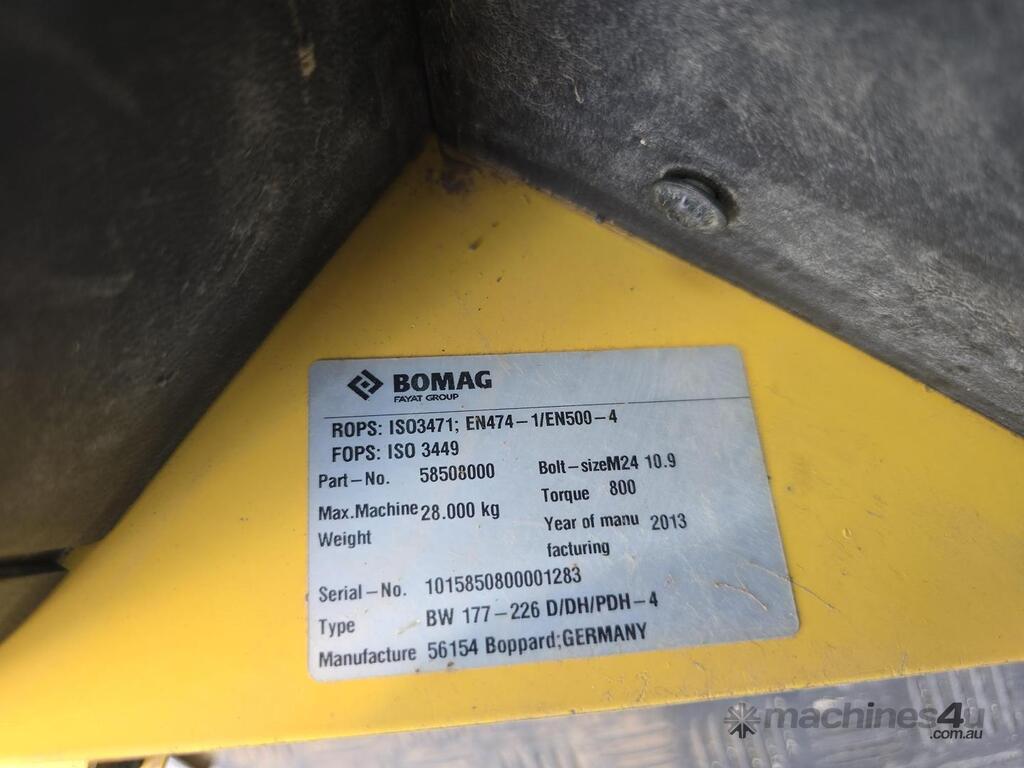 BOMAG
FAYAT GROUP
ROPS: ISO3471; EN474-1/EN500-4
FOPS: ISO 3449
Part-No. 58508000 Bolt-sizeM24 10.9
Torque 800
Max.Machine 28.000 kg
Weight
Year of manu 2013
facturing
Serial-No. 1015850800001283
Type BW 177-226 D/DH/PDH-4
Manufacture 56154 Boppard;GERMANY
machines4u
.com.au